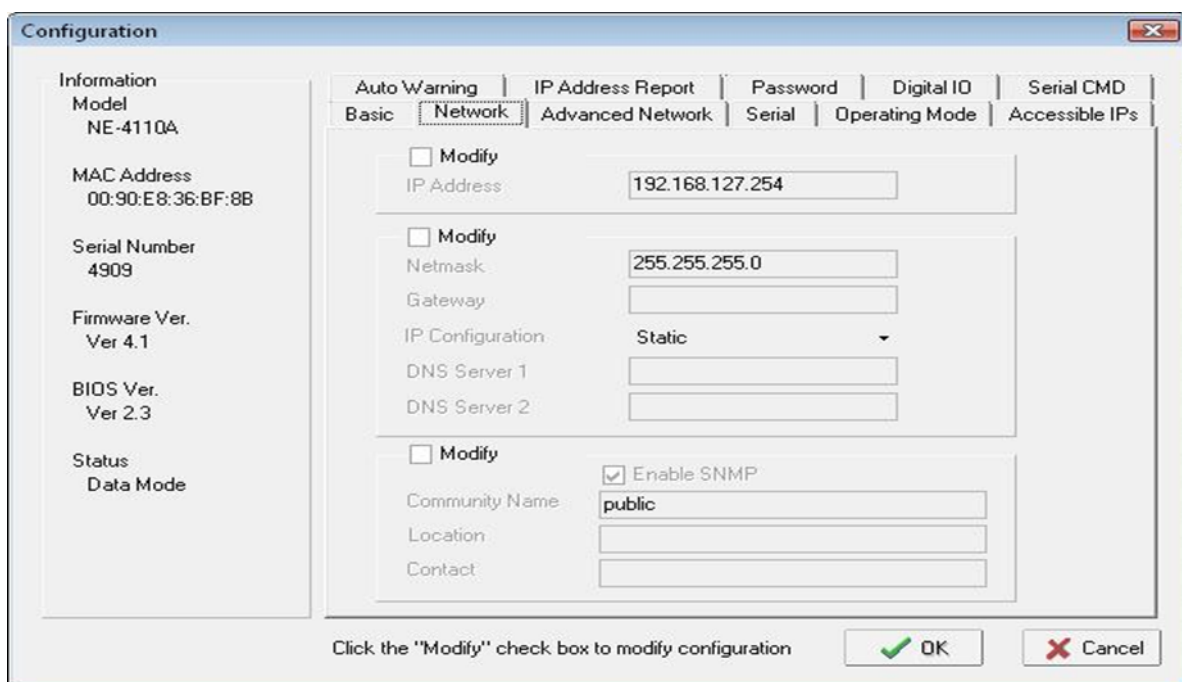 Configuration
Information
Model
NE-4110A
MAC Address
00:90:E8:36:BF:8B
Serial Number
4909
Firmware Ver.
Ver 4.1
BIOS Ver.
Ver 2.3
Status
Data Mode
Auto Warning IP Address Report Password Digital IO Serial CMD
Basic Network Advanced Network Serial Operating Mode Accessible IPs
Modify
IP Address 192.168.127.254
Modify
Netmask 255.255.255.0
Gateway
IP Configuration Static
DNS Server 1
DNS Server 2
Modify
Enable SNMP
Community Name public
Location
Contact
Click the "Modify" check box to modify configuration OK Cancel